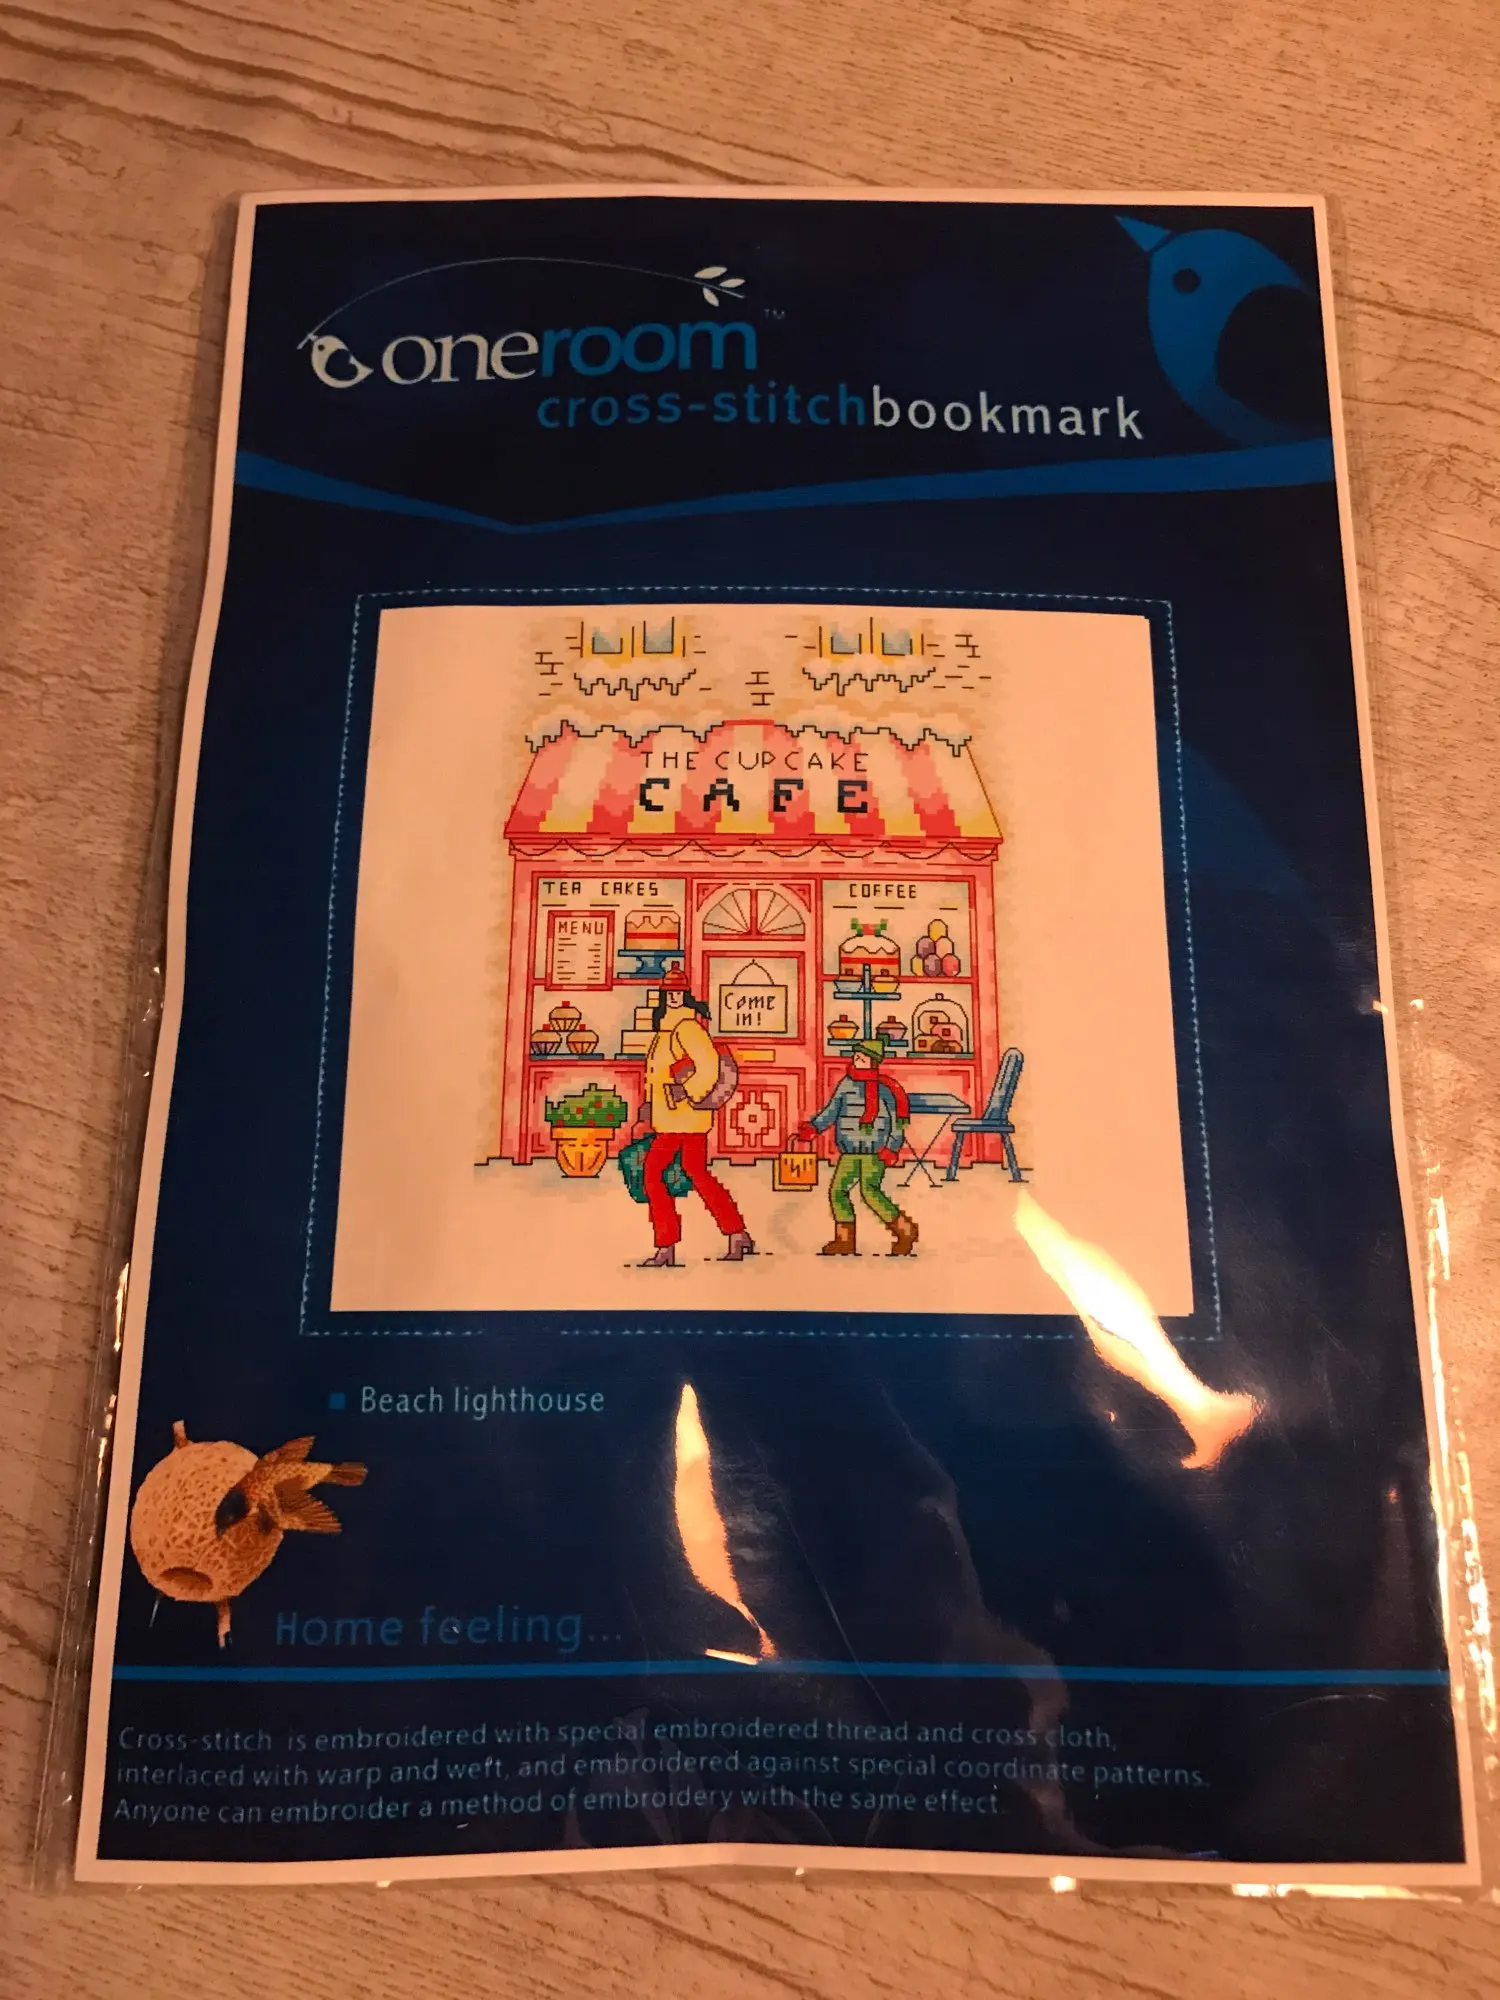 oneroom™
cross-stitchbookmark
THE CUPCAKE
CAFE
TEA CAKES
COFFEE
MENU
Come
in!
Beach lighthouse
Home feeling...
Cross-stitch is embroidered with special embroidered thread and cross cloth,
interlaced with warp and weft, and embroidered against special coordinate patterns.
Anyone can embroider a method of embroidery with the same effect.